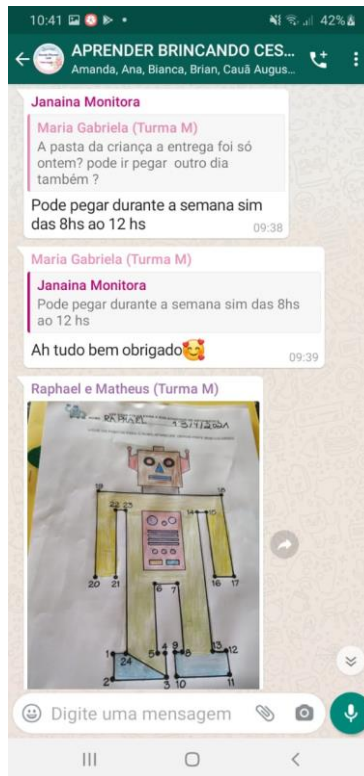 10:41 42%
APRENDER BRINCANDO CES...
Amanda, Ana, Bianca, Brian, Cauã Augus...
Janaina Monitora
Maria Gabriela (Turma M)
A pasta da criança a entrega foi só
ontem? pode ir pegar outro dia
também ?
Pode pegar durante a semana sim
das 8hs ao 12 hs
09:38
Maria Gabriela (Turma M)
Janaina Monitora
Pode pegar durante a semana sim das 8hs
ao 12 hs
Ah tudo bem obrigado
09:39
Raphael e Matheus (Turma M)
RAPHAEL
19 18
22 23 14 15
20 21 16 17
6 7
1 24 5 4 9 8 13 12
2 3 10 11
Digite uma mensagem